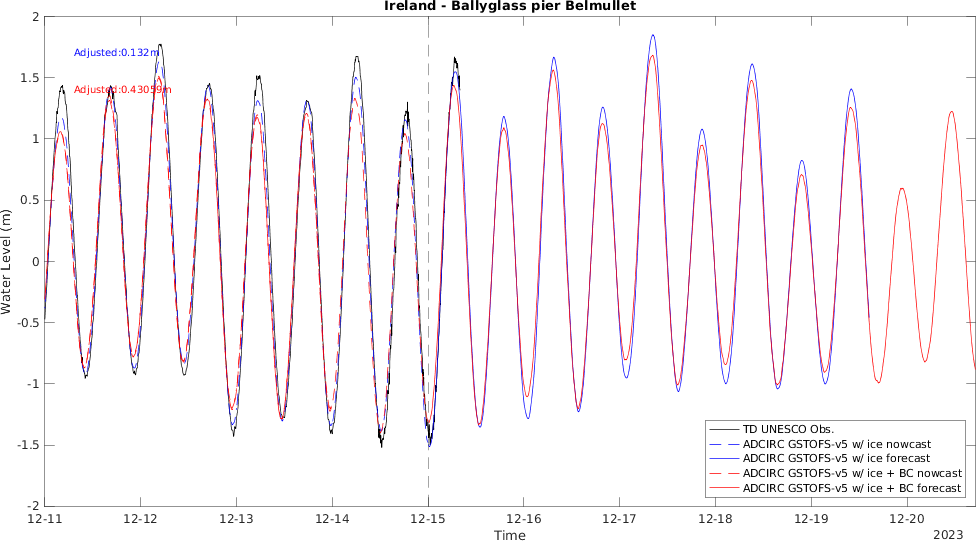 Ireland - Ballyglass pier Belmullet
2
1.5
1
0.5
0
-0.5
-1
-1.5
-2
Water Level (m)
Adjusted:0.132m
Adjusted:0.43059m
TD UNESCO Obs.
ADCIRC GSTOFS-v5 w/ ice nowcast
ADCIRC GSTOFS-v5 w/ ice forecast
ADCIRC GSTOFS-v5 w/ ice + BC nowcast
ADCIRC GSTOFS-v5 w/ ice + BC forecast
12-11 12-12 12-13 12-14 12-15 12-16 12-17 12-18 12-19 12-20
Time
2023